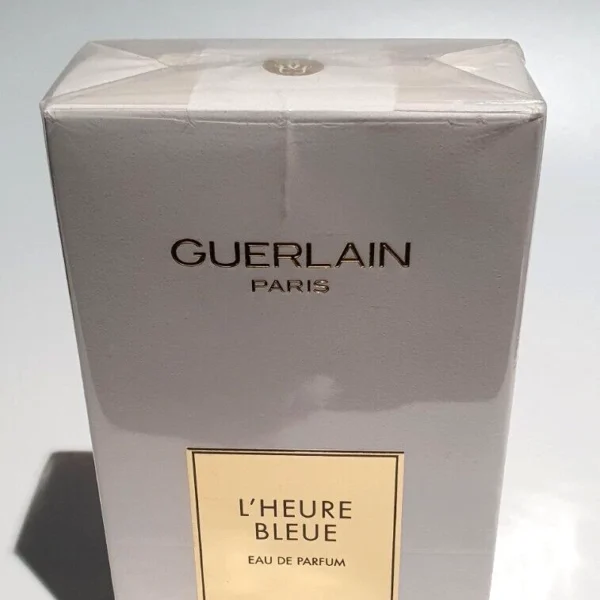 GUERLAIN
PARIS
L'HEURE
BLEUE
EAU DE PARFUM